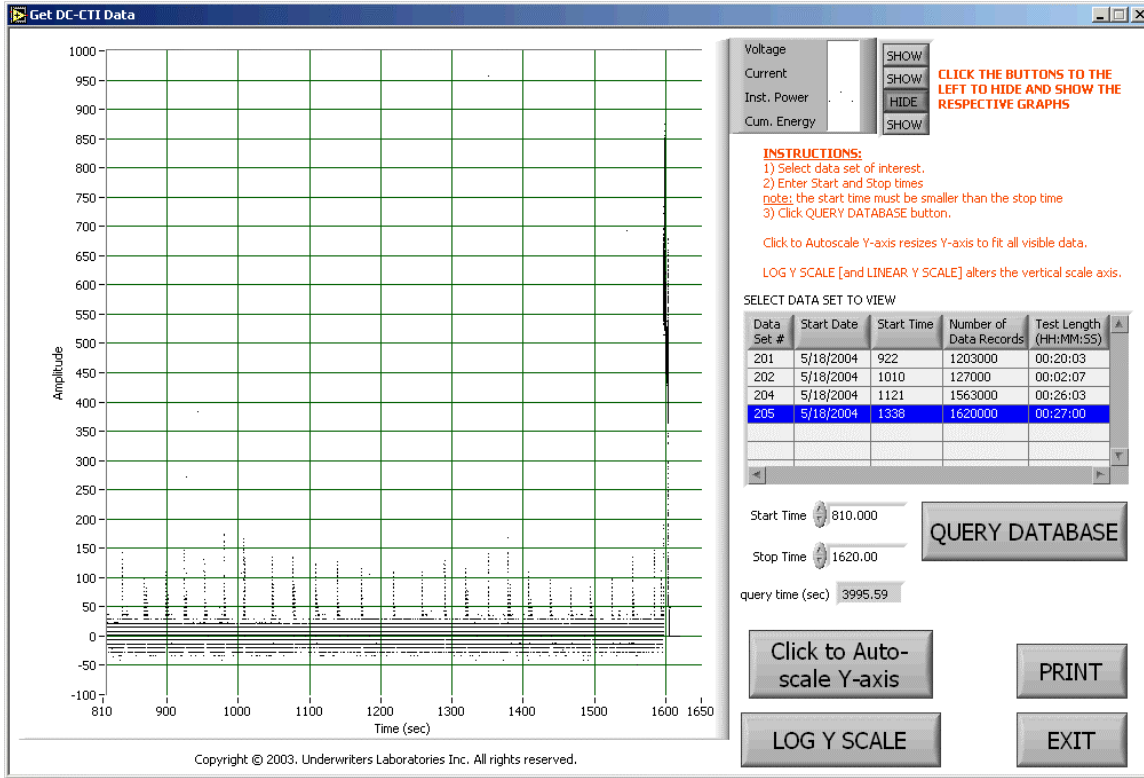 Get DC-CTI Data
1000
950
900
850
800
750
700
650
600
550
500
450
400
350
300
250
200
150
100
50
0
-50
-100
Amplitude
810 900 1000 1100 1200 1300 1400 1500 1600 1650
Time (sec)
Copyright © 2003. Underwriters Laboratories Inc. All rights reserved.
Voltage SHOW
Current SHOW
Inst. Power HIDE
Cum. Energy SHOW
CLICK THE BUTTONS TO THE
LEFT TO HIDE AND SHOW THE
RESPECTIVE GRAPHS
INSTRUCTIONS:
1) Select data set of interest.
2) Enter Start and Stop times
note: the start time must be smaller than the stop time
3) Click QUERY DATABASE button.
Click to Autoscale Y-axis resizes Y-axis to fit all visible data.
LOG Y SCALE [and LINEAR Y SCALE] alters the vertical scale axis.
SELECT DATA SET TO VIEW
Data Start Date Start Time Number of Test Length
Set # Data Records (HH:MM:SS)
201 5/18/2004 922 1203000 00:20:03
202 5/18/2004 1010 127000 00:02:07
204 5/18/2004 1121 1563000 00:26:03
205 5/18/2004 1338 1620000 00:27:00
Start Time 810.000
QUERY DATABASE
Stop Time 1620.00
query time (sec) 3995.59
Click to Auto-
scale Y-axis
PRINT
LOG Y SCALE
EXIT